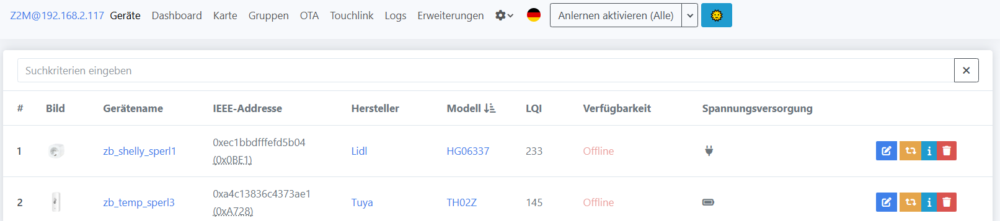 Z2M@192.168.2.117 Geräte Dashboard Karte Gruppen OTA Touchlink Logs Erweiterungen Anlernen aktivieren (Alle)
Suchkriterien eingeben
# Bild Gerätename IEEE-Addresse Hersteller Modell LQI Verfügbarkeit Spannungsversorgung
1 zb_shelly_sperl1 0xec1bbdfffefd5b04 Lidl HG06337 233 Offline
(0x0BE1)
2 zb_temp_sperl3 0xa4c13836c4373ae1 Tuya TH02Z 145 Offline
(0xA728)